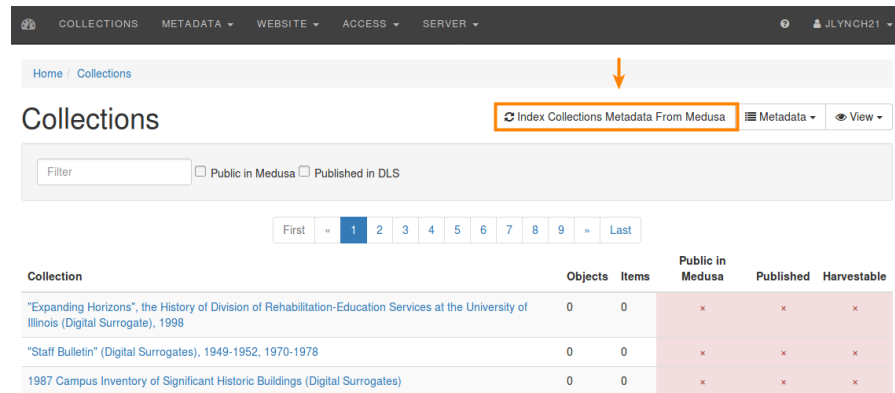 COLLECTIONS METADATA WEBSITE ACCESS SERVER JLYNCH21
Home / Collections
Collections
Index Collections Metadata From Medusa Metadata View
Filter Public in Medusa Published in DLS
First « 1 2 3 4 5 6 7 8 9 » Last
Collection Objects Items Public in Medusa Published Harvestable
"Expanding Horizons", the History of Division of Rehabilitation-Education Services at the University of 0 0 × × ×
Illinois (Digital Surrogate), 1998
"Staff Bulletin" (Digital Surrogates), 1949-1952, 1970-1978 0 0 × × ×
1987 Campus Inventory of Significant Historic Buildings (Digital Surrogates) 0 0 × × ×